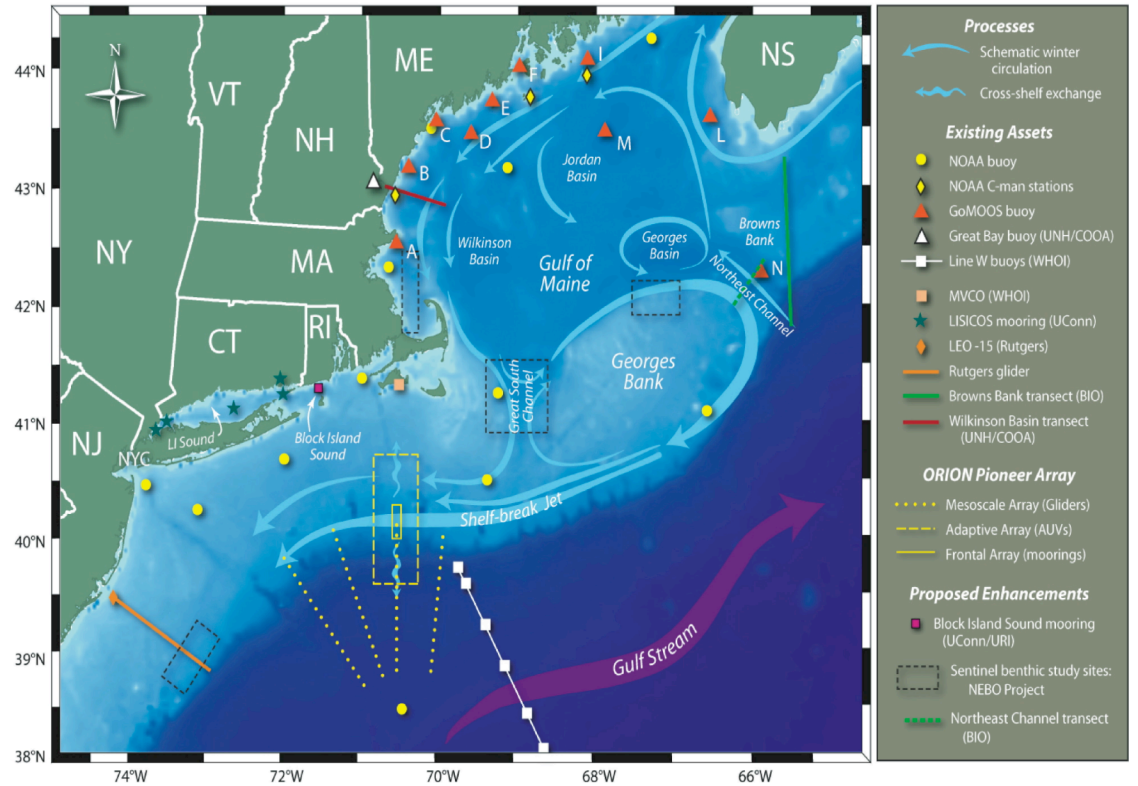 N
44°N
43°N
42°N
41°N
40°N
39°N
38°N
74°W
72°W
70°W
68°W
66°W
ME
NS
VT
NH
NY
MA
CT
RI
NJ
NYC
I
F
E
C
D
M
L
B
A
N
Jordan
Basin
Wilkinson
Basin
Georges
Basin
Browns
Bank
Gulf of
Maine
Northeast Channel
Georges
Bank
Great South
Channel
LI Sound
Block Island
Sound
Shelf-break Jet
Gulf Stream
Processes
Schematic winter
circulation
Cross-shelf exchange
Existing Assets
NOAA buoy
NOAA C-man stations
GoMOOS buoy
Great Bay buoy (UNH/COOA)
Line W buoys (WHOI)
MVCO (WHOI)
LISICOS mooring (UConn)
LEO -15 (Rutgers)
Rutgers glider
Browns Bank transect (BIO)
Wilkinson Basin transect
(UNH/COOA)
ORION Pioneer Array
Mesoscale Array (Gliders)
Adaptive Array (AUVs)
Frontal Array (moorings)
Proposed Enhancements
Block Island Sound mooring
(UConn/URI)
Sentinel benthic study sites:
NEBO Project
Northeast Channel transect
(BIO)